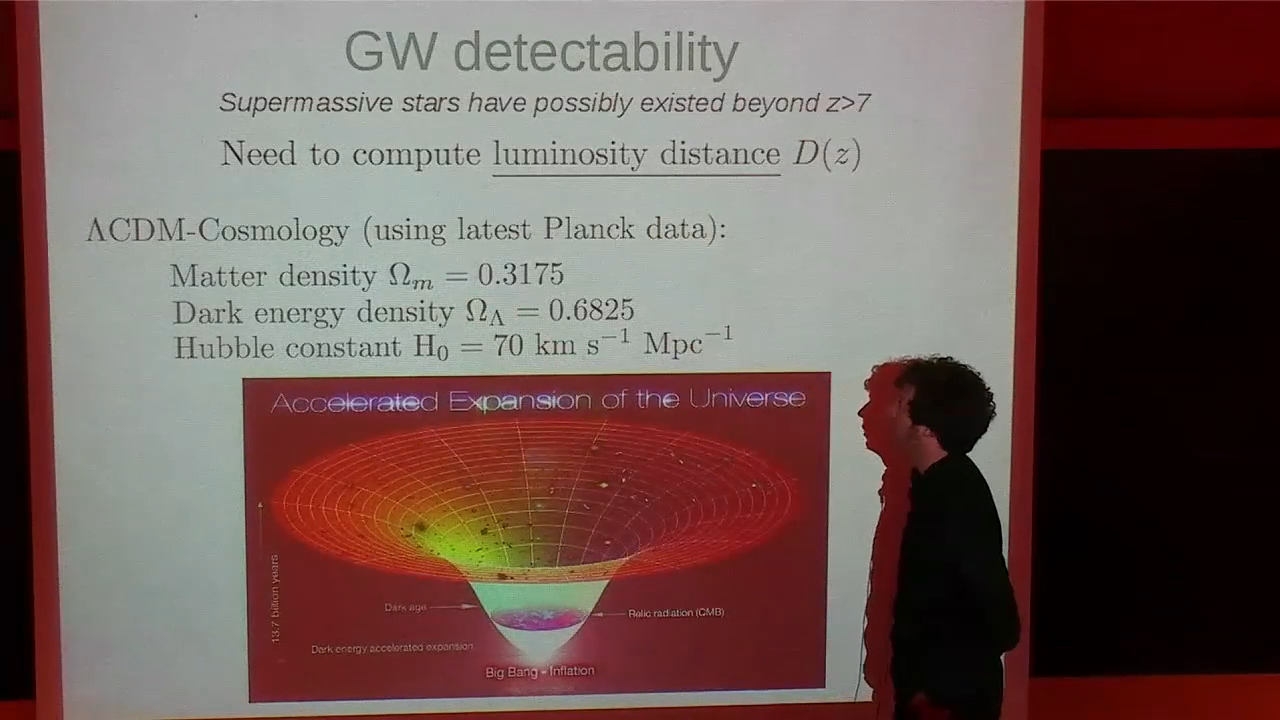 GW detectability
Supermassive stars have possibly existed beyond z>7
Need to compute luminosity distance D(z)
ΛCDM-Cosmology (using latest Planck data):
Matter density Ωₘ = 0.3175
Dark energy density Ω_Λ = 0.6825
Hubble constant H₀ = 70 km s⁻¹ Mpc⁻¹
Accelerated Expansion of the Universe
13.7 billion years
Dark age
Relic radiation (CMB)
Dark energy accelerated expansion
Big Bang - Inflation